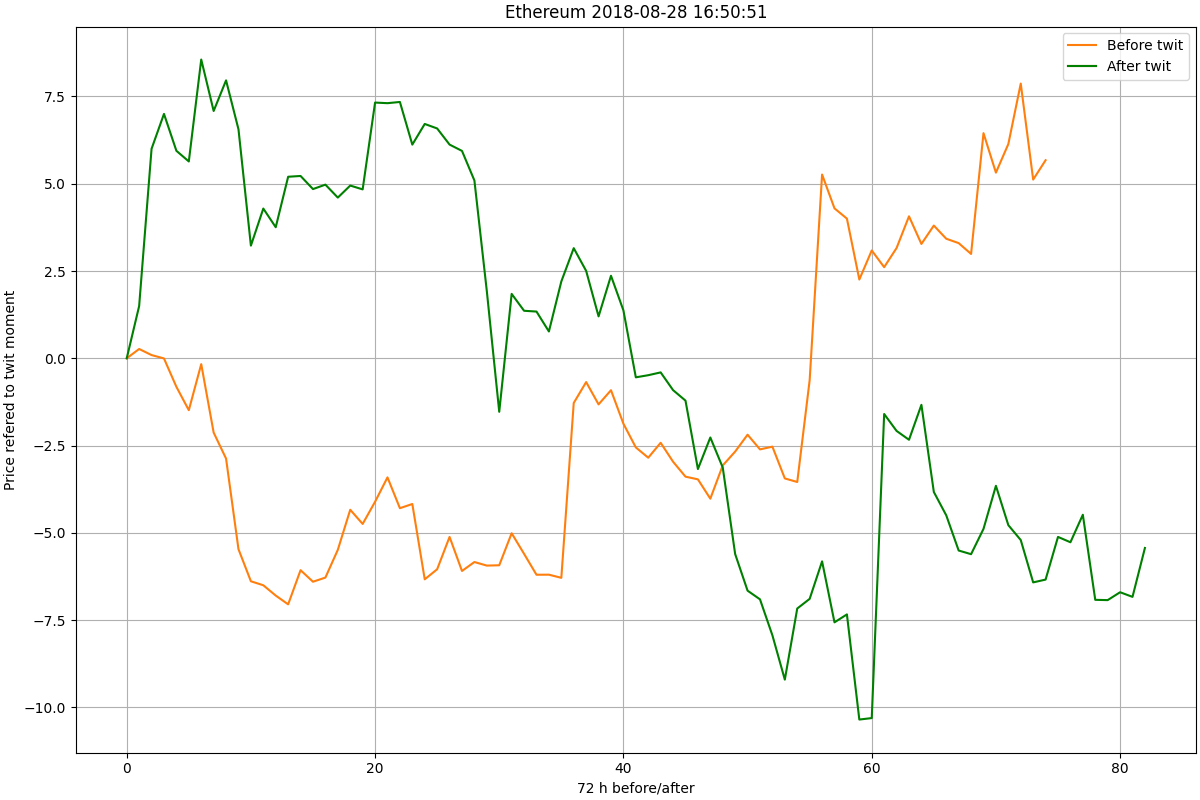 Ethereum 2018-08-28 16:50:51
Before twit
After twit
Price refered to twit moment
7.5
5.0
2.5
0.0
−2.5
−5.0
−7.5
−10.0
0 20 40 60 80
72 h before/after